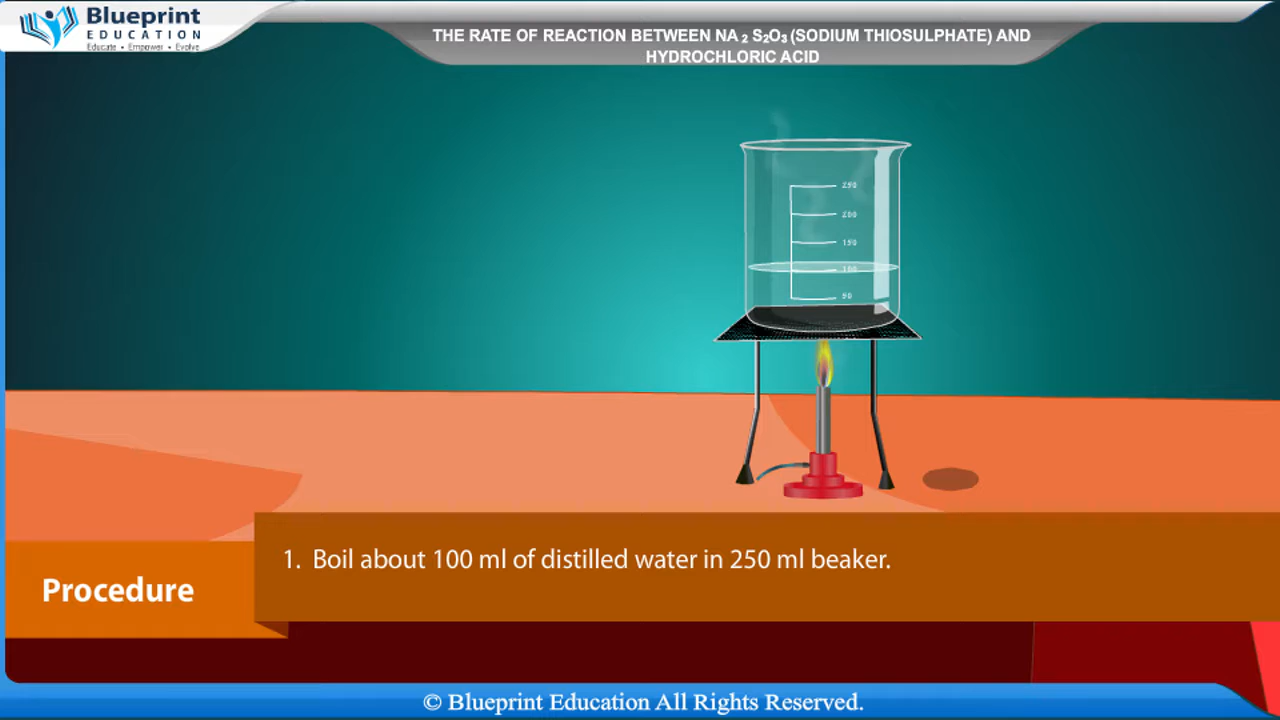 Blueprint
EDUCATION
Educate • Empower • Evolve
THE RATE OF REACTION BETWEEN NA ₂ S₂O₃ (SODIUM THIOSULPHATE) AND
HYDROCHLORIC ACID
250
200
150
100
50
1. Boil about 100 ml of distilled water in 250 ml beaker.
Procedure
© Blueprint Education All Rights Reserved.